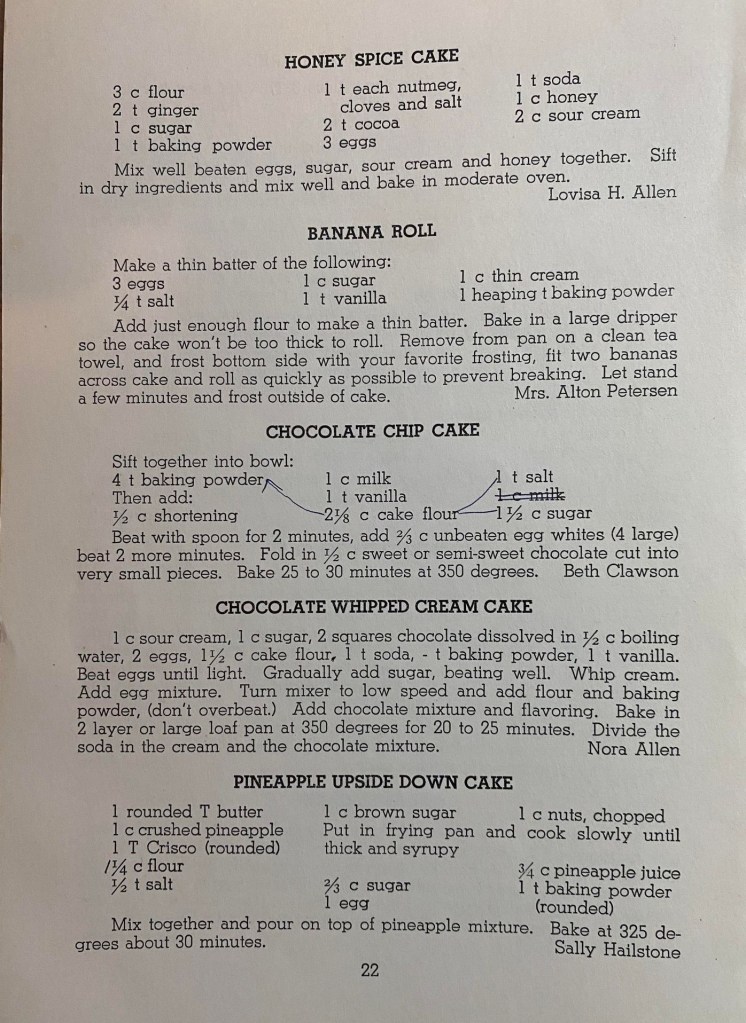 HONEY SPICE CAKE
3 c flour 1 t each nutmeg, 1 t soda
2 t ginger cloves and salt 1 c honey
1 c sugar 2 t cocoa 2 c sour cream
1 t baking powder 3 eggs
Mix well beaten eggs, sugar, sour cream and honey together. Sift
in dry ingredients and mix well and bake in moderate oven.
Lovisa H. Allen
BANANA ROLL
Make a thin batter of the following:
3 eggs 1 c sugar 1 c thin cream
¼ t salt 1 t vanilla 1 heaping t baking powder
Add just enough flour to make a thin batter. Bake in a large dripper
so the cake won't be too thick to roll. Remove from pan on a clean tea
towel, and frost bottom side with your favorite frosting, fit two bananas
across cake and roll as quickly as possible to prevent breaking. Let stand
a few minutes and frost outside of cake. Mrs. Alton Petersen
CHOCOLATE CHIP CAKE
Sift together into bowl:
4 t baking powder 1 c milk 1 t salt
Then add: 1 t vanilla 1 c milk
½ c shortening 2⅛ c cake flour 1½ c sugar
Beat with spoon for 2 minutes, add ⅔ c unbeaten egg whites (4 large)
beat 2 more minutes. Fold in ½ c sweet or semi-sweet chocolate cut into
very small pieces. Bake 25 to 30 minutes at 350 degrees. Beth Clawson
CHOCOLATE WHIPPED CREAM CAKE
1 c sour cream, 1 c sugar, 2 squares chocolate dissolved in ½ c boiling
water, 2 eggs, 1½ c cake flour, 1 t soda, - t baking powder, 1 t vanilla.
Beat eggs until light. Gradually add sugar, beating well. Whip cream.
Add egg mixture. Turn mixer to low speed and add flour and baking
powder, (don't overbeat.) Add chocolate mixture and flavoring. Bake in
2 layer or large loaf pan at 350 degrees for 20 to 25 minutes. Divide the
soda in the cream and the chocolate mixture. Nora Allen
PINEAPPLE UPSIDE DOWN CAKE
1 rounded T butter 1 c brown sugar 1 c nuts, chopped
1 c crushed pineapple Put in frying pan and cook slowly until
1 T Crisco (rounded) thick and syrupy
1¼ c flour ¾ c pineapple juice
½ t salt ⅔ c sugar 1 t baking powder
1 egg (rounded)
Mix together and pour on top of pineapple mixture. Bake at 325 de-
grees about 30 minutes. Sally Hailstone
22